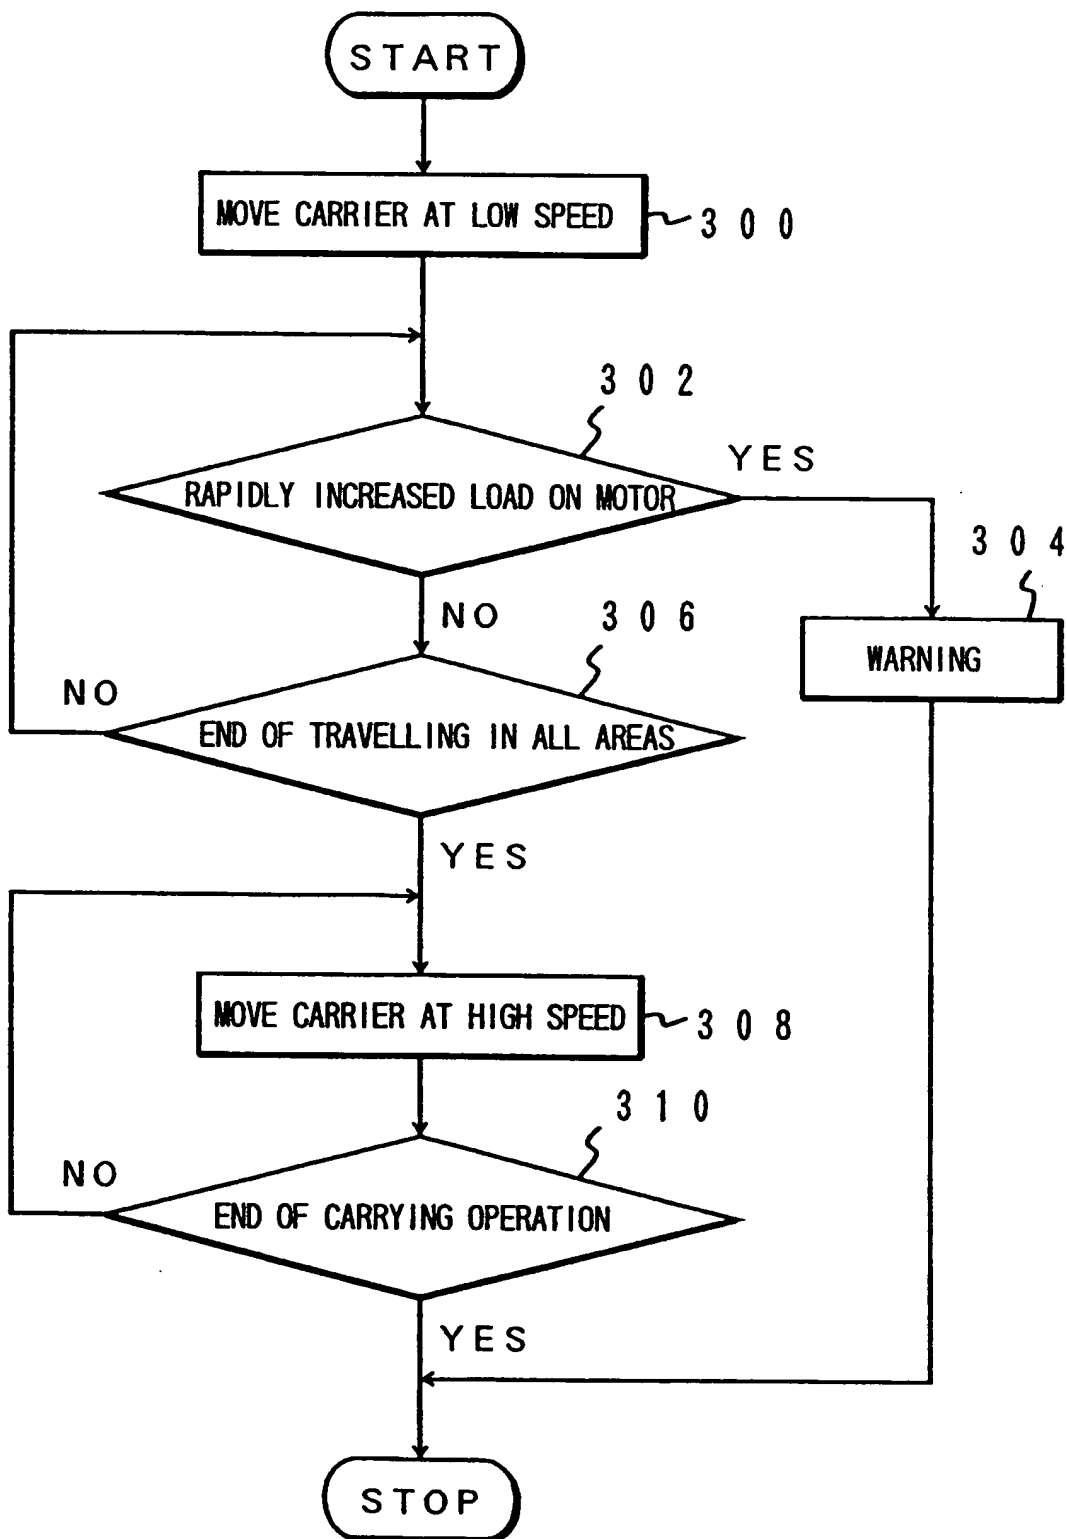 START
MOVE CARRIER AT LOW SPEED
300
302
YES
RAPIDLY INCREASED LOAD ON MOTOR
304
NO
306
WARNING
NO
END OF TRAVELLING IN ALL AREAS
YES
MOVE CARRIER AT HIGH SPEED
308
310
NO
END OF CARRYING OPERATION
YES
STOP